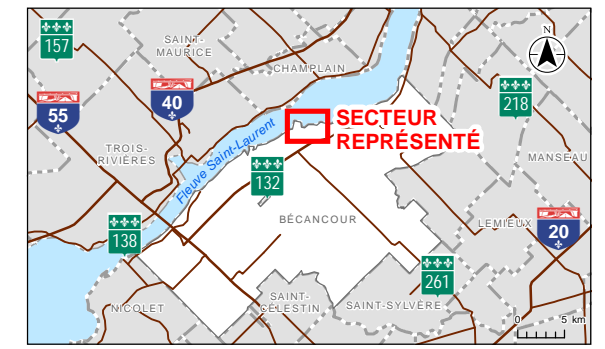 157
SAINT-
MAURICE
N
CHAMPLAIN
55
40
218
SECTEUR
REPRÉSENTÉ
TROIS-
RIVIÈRES
Fleuve Saint-Laurent
MANSEAU
132
BÉCANCOUR
LEMIEUX
138
20
261
NICOLET
SAINT-
CÉLESTIN
SAINT-SYLVÈRE
0 5 km